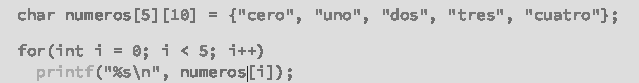 char numeros[5][10] = {"cero", "uno", "dos", "tres", "cuatro"};
for(int i = 0; i < 5; i++)
printf("%s\n", numeros[i]);